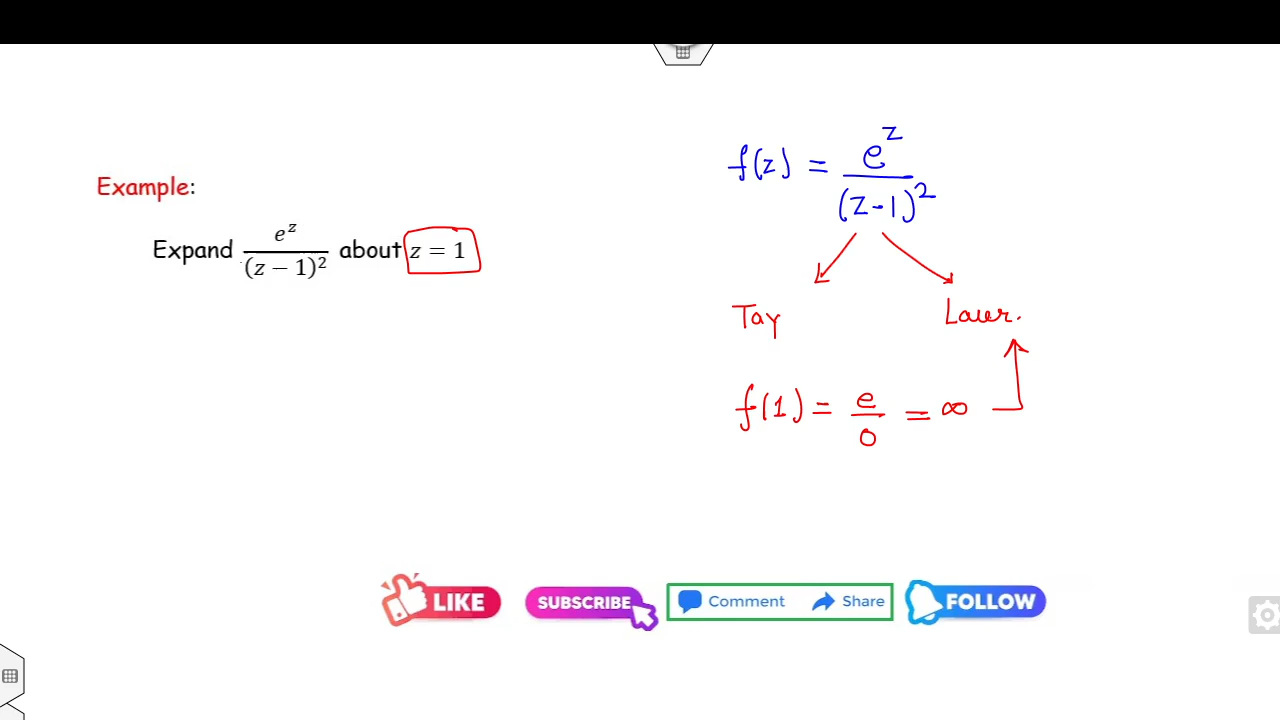 Example:
Expand e^z/(z − 1)² about z = 1
f(z) = e^z/(z-1)²
Tay
Laur.
f(1) = e/0 = ∞
LIKE
SUBSCRIBE
Comment
Share
FOLLOW